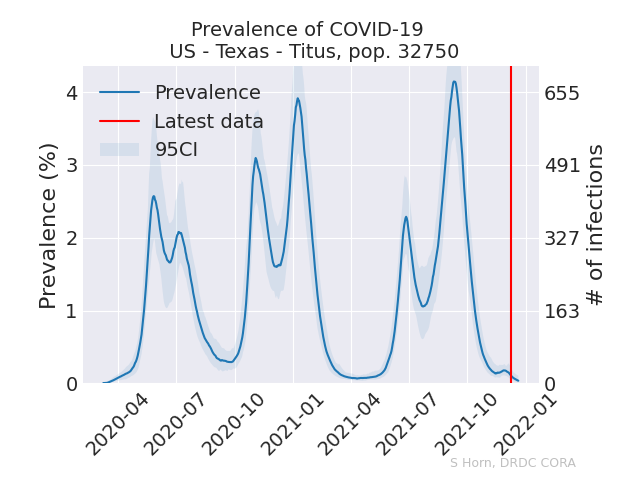 Prevalence of COVID-19
US - Texas - Titus, pop. 32750
Prevalence
Latest data
95CI
Prevalence (%)
4
3
2
1
0
655
491
327
163
0
# of infections
2020-04
2020-07
2020-10
2021-01
2021-04
2021-07
2021-10
2022-01
S Horn, DRDC CORA